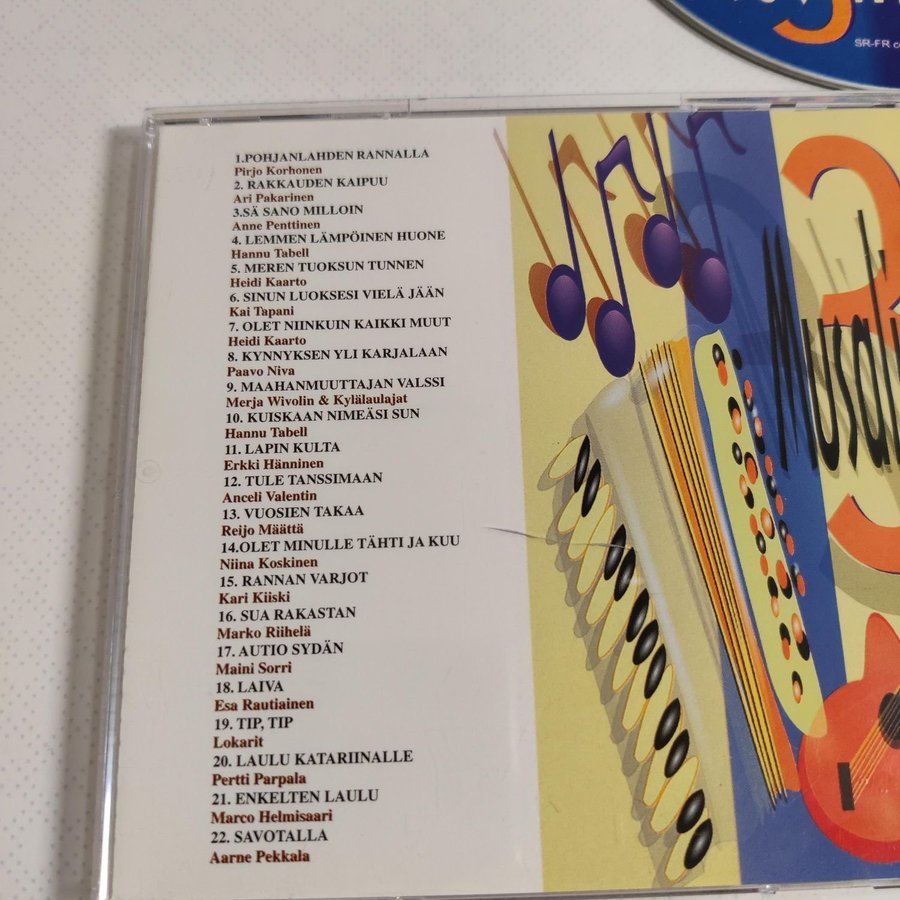 3
SR-FR
1.POHJANLAHDEN RANNALLA
Pirjo Korhonen
2. RAKKAUDEN KAIPUU
Ari Pakarinen
3.SÄ SANO MILLOIN
Anne Penttinen
4. LEMMEN LÄMPÖINEN HUONE
Hannu Tabell
5. MEREN TUOKSUN TUNNEN
Heidi Kaarto
6. SINUN LUOKSESI VIELÄ JÄÄN
Kai Tapani
7. OLET NIINKUIN KAIKKI MUUT
Heidi Kaarto
8. KYNNYKSEN YLI KARJALAAN
Paavo Niva
9. MAAHANMUUTTAJAN VALSSI
Merja Wivolin & Kylälaulajat
10. KUISKAAN NIMEÄSI SUN
Hannu Tabell
11. LAPIN KULTA
Erkki Hänninen
12. TULE TANSSIMAAN
Anceli Valentin
13. VUOSIEN TAKAA
Reijo Määttä
14.OLET MINULLE TÄHTI JA KUU
Niina Koskinen
15. RANNAN VARJOT
Kari Kiiski
16. SUA RAKASTAN
Marko Riihelä
17. AUTIO SYDÄN
Maini Sorri
18. LAIVA
Esa Rautiainen
19. TIP, TIP
Lokarit
20. LAULU KATARIINALLE
Pertti Parpala
21. ENKELTEN LAULU
Marco Helmisaari
22. SAVOTALLA
Aarne Pekkala
3